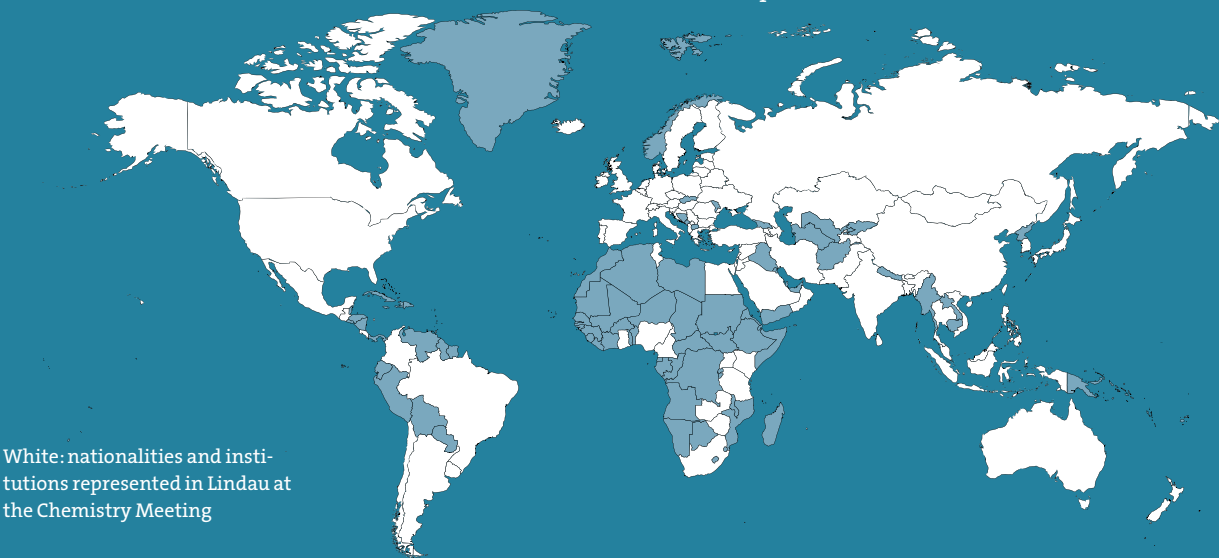 White: nationalities and insti-
tutions represented in Lindau at
the Chemistry Meeting